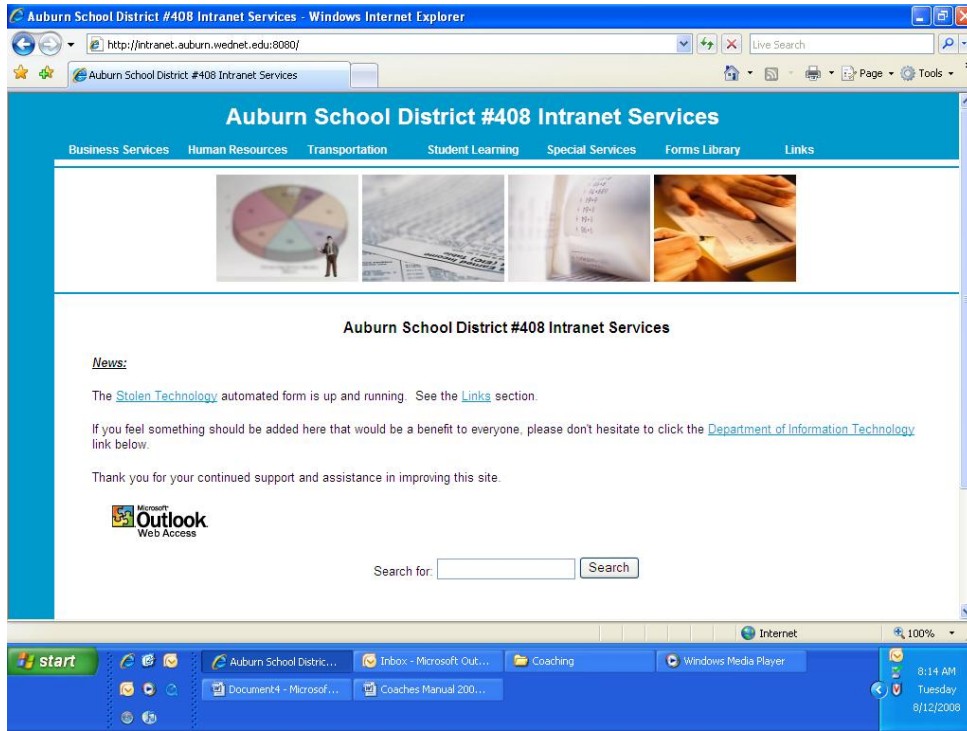 Auburn School District #408 Intranet Services - Windows Internet Explorer
http://intranet.auburn.wednet.edu:8080/
Live Search
Auburn School District #408 Intranet Services
Page
Tools
Auburn School District #408 Intranet Services
Business Services Human Resources Transportation Student Learning Special Services Forms Library Links
Auburn School District #408 Intranet Services
News:
The Stolen Technology automated form is up and running. See the Links section.
If you feel something should be added here that would be a benefit to everyone, please don't hesitate to click the Department of Information Technology
link below.
Thank you for your continued support and assistance in improving this site.
Microsoft
Outlook
Web Access
Search for: Search
Internet 100%
start Auburn School Distric... Inbox - Microsoft Out... Coaching Windows Media Player
Document4 - Microsof... Coaches Manual 200...
8:14 AM
Tuesday
8/12/2008